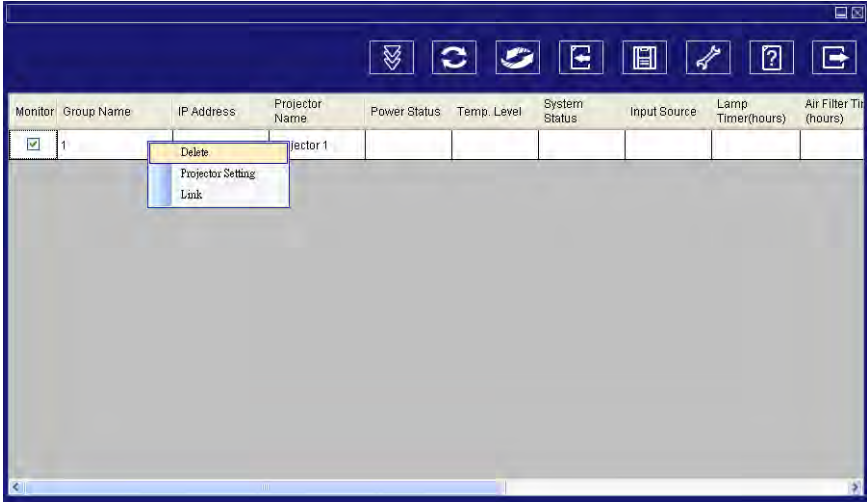 Monitor Group Name IP Address Projector Name Power Status Temp. Level System Status Input Source Lamp Timer(hours) Air Filter Tir (hours)
1 jector 1
Delete
Projector Setting
Link